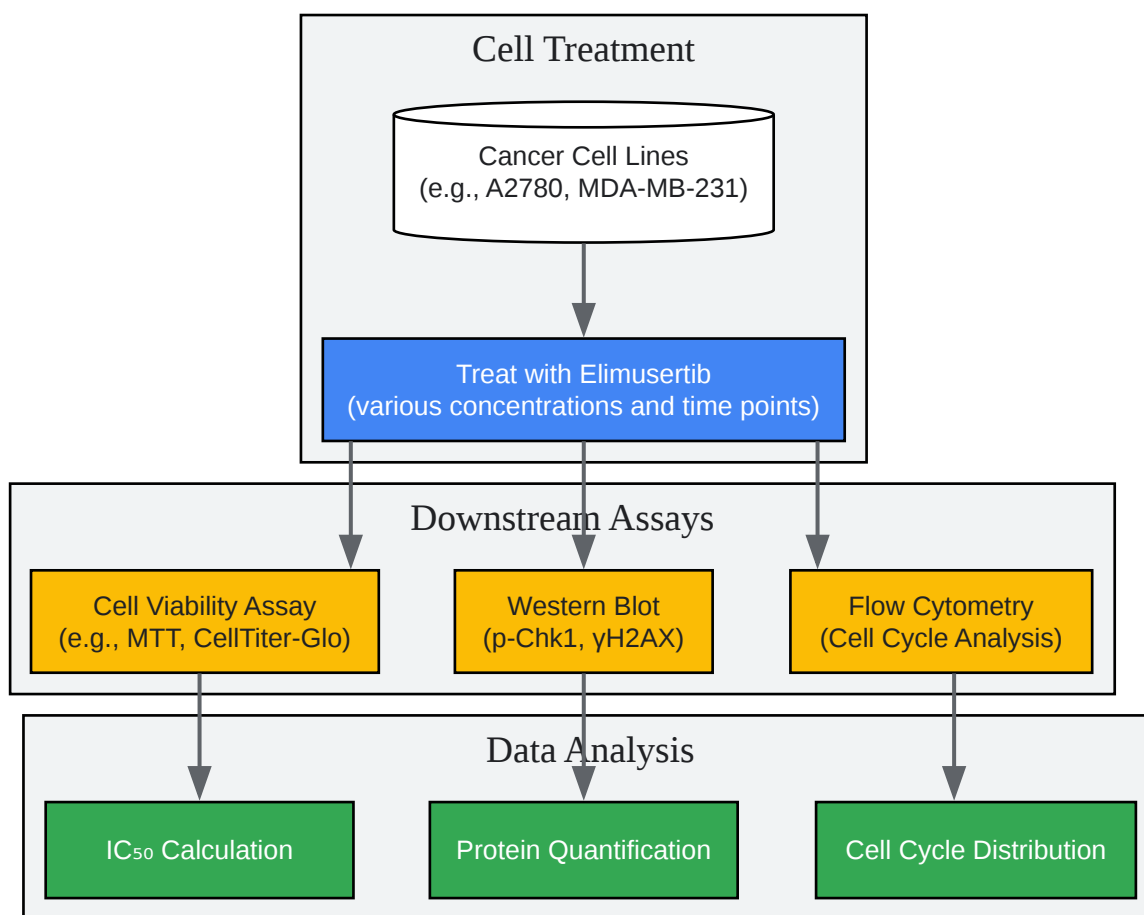 Cell Treatment
Cancer Cell Lines
(e.g., A2780, MDA-MB-231)
Treat with Elimusertib
(various concentrations and time points)
Downstream Assays
Cell Viability Assay
(e.g., MTT, CellTiter-Glo)
Western Blot
(p-Chk1, γH2AX)
Flow Cytometry
(Cell Cycle Analysis)
Data Analysis
IC₅₀ Calculation
Protein Quantification
Cell Cycle Distribution